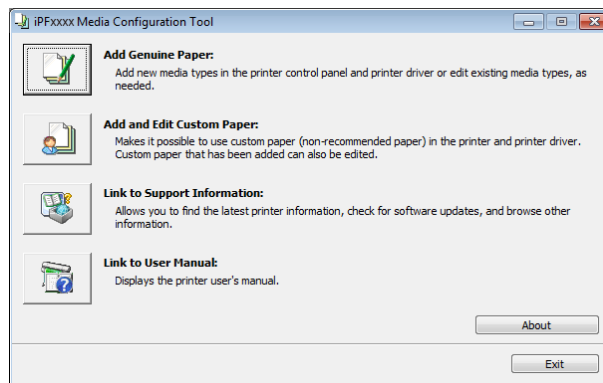 iPFxxxx Media Configuration Tool
Add Genuine Paper:
Add new media types in the printer control panel and printer driver or edit existing media types, as
needed.
Add and Edit Custom Paper:
Makes it possible to use custom paper (non-recommended paper) in the printer and printer driver.
Custom paper that has been added can also be edited.
Link to Support Information:
Allows you to find the latest printer information, check for software updates, and browse other
information.
Link to User Manual:
Displays the printer user's manual.
About
Exit